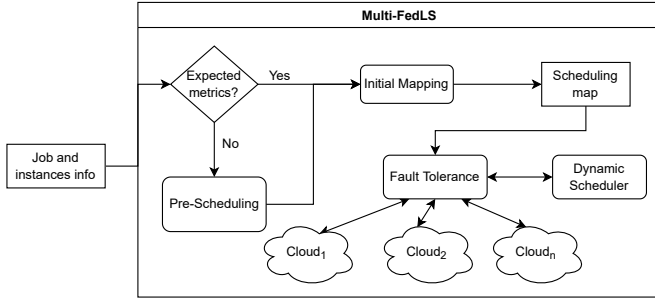 Multi-FedLS
Expected
metrics?
Yes
Initial Mapping
Scheduling
map
No
Job and
instances info
Pre-Scheduling
Fault Tolerance
Dynamic
Scheduler
Cloud1
Cloud2
Cloudn